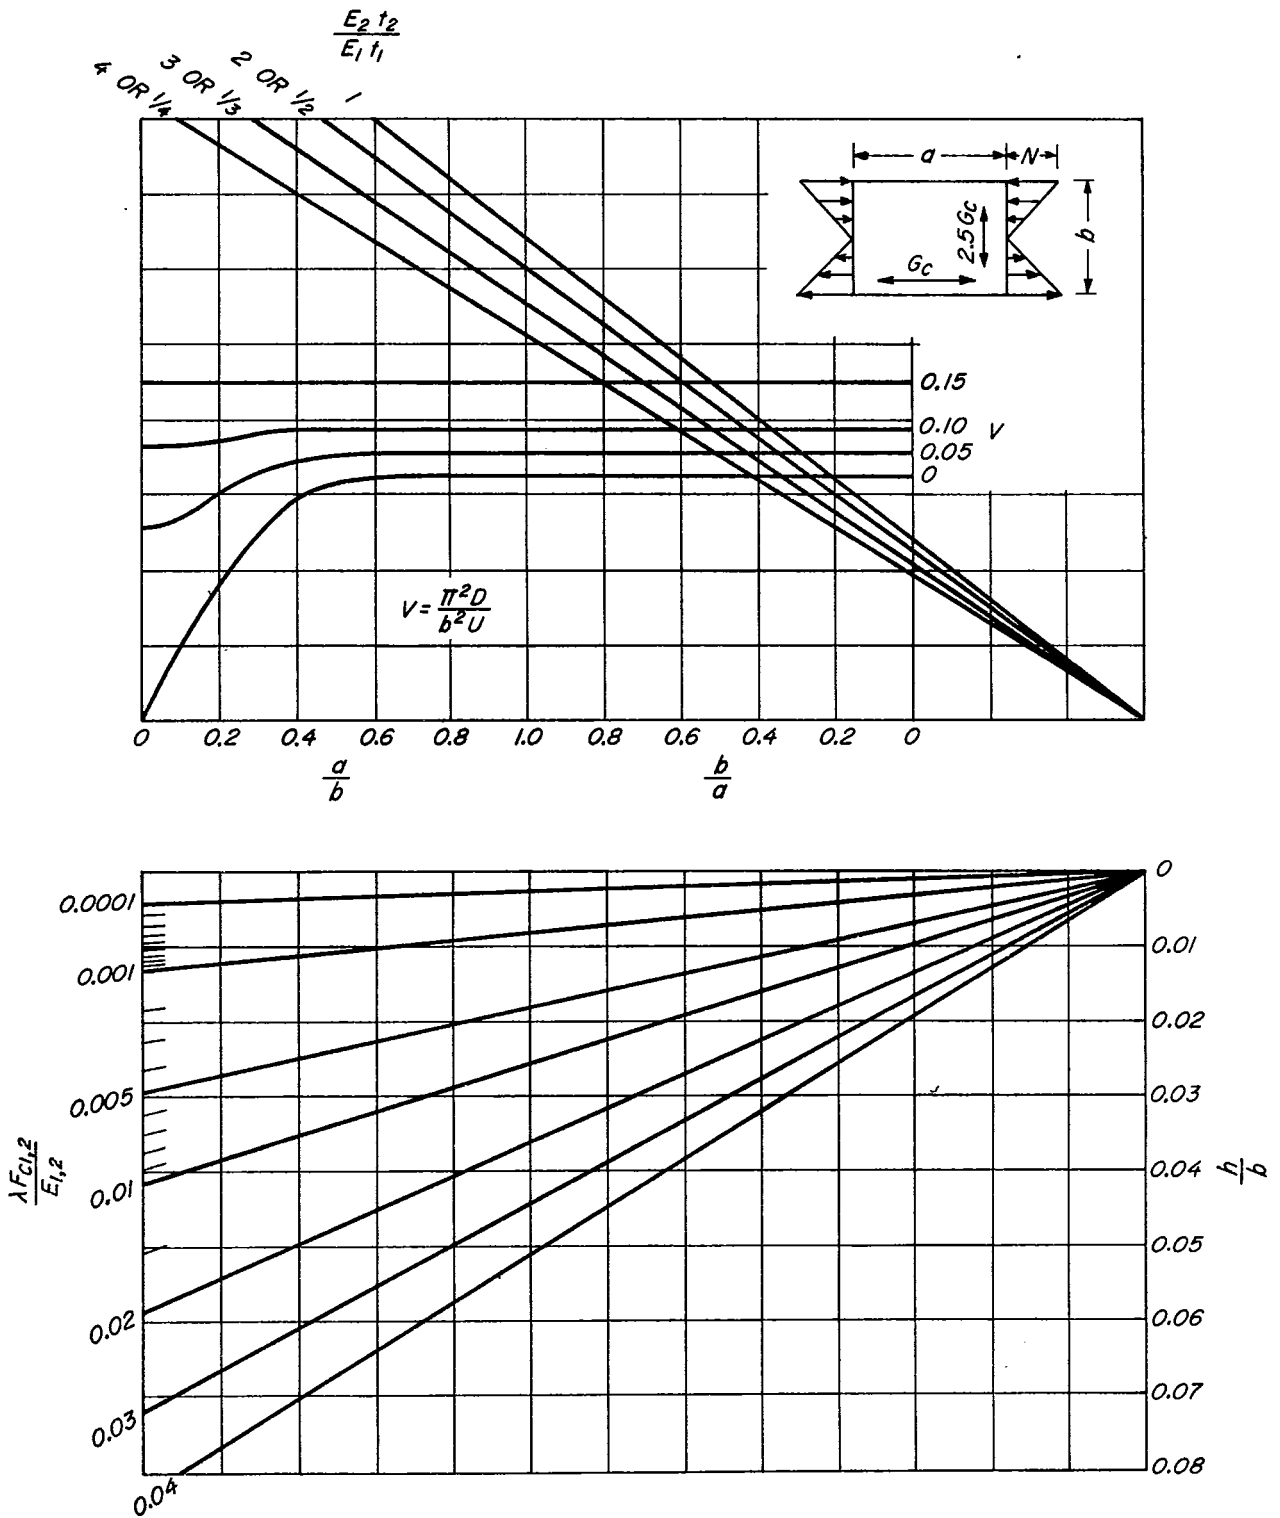 E₂ t₂
E₁ t₁
4 OR 1/4
3 OR 1/3
2 OR 1/2
1
a
N
b
2.5Gc
Gc
0.15
0.10 V
0.05
0
V = π²D
b²U
0 0.2 0.4 0.6 0.8 1.0 0.8 0.6 0.4 0.2 0
a
b
b
a
0.0001
0.001
0.005
0.01
0.02
0.03
0.04
λFc1,2
E1,2
0
0.01
0.02
0.03
0.04
0.05
0.06
0.07
0.08
h
b